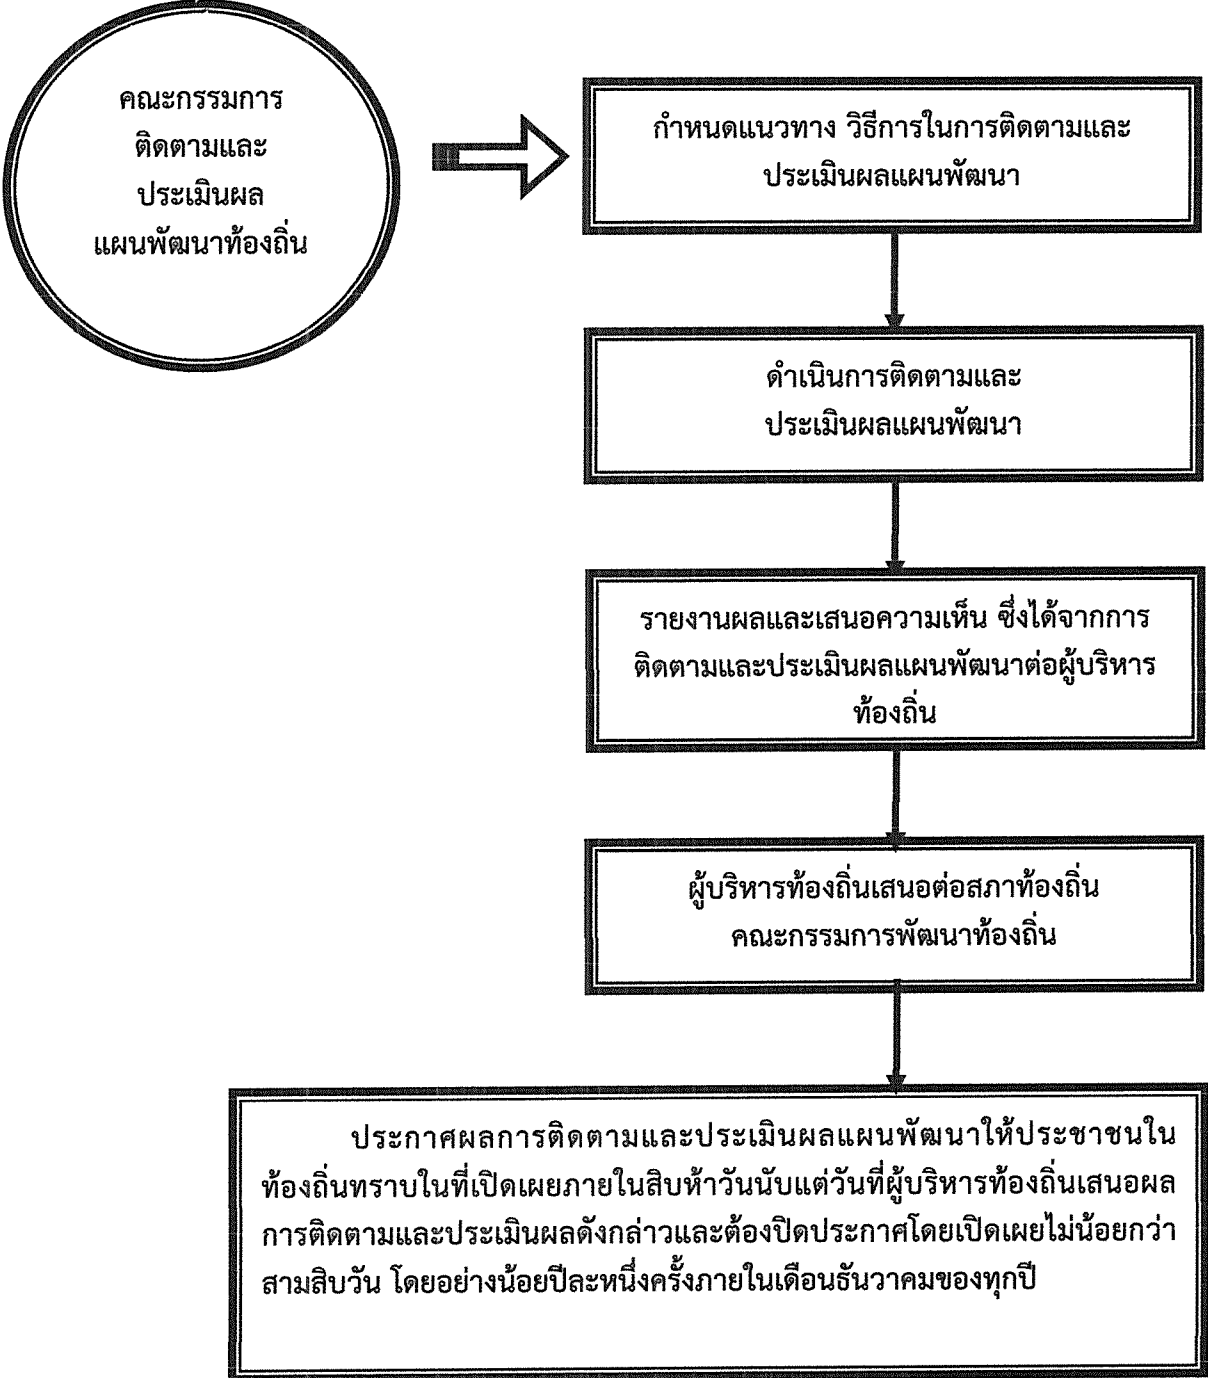 คณะกรรมการ
ติดตามและ
ประเมินผล
แผนพัฒนาท้องถิ่น
กำหนดแนวทาง วิธีการในการติดตามและ
ประเมินผลแผนพัฒนา
ดำเนินการติดตามและ
ประเมินผลแผนพัฒนา
รายงานผลและเสนอความเห็น ซึ่งได้จากการ
ติดตามและประเมินผลแผนพัฒนาต่อผู้บริหาร
ท้องถิ่น
ผู้บริหารท้องถิ่นเสนอต่อสภาท้องถิ่น
คณะกรรมการพัฒนาท้องถิ่น
ประกาศผลการติดตามและประเมินผลแผนพัฒนาให้ประชาชนใน
ท้องถิ่นทราบในที่เปิดเผยภายในสิบห้าวันนับแต่วันที่ผู้บริหารท้องถิ่นเสนอผล
การติดตามและประเมินผลดังกล่าวและต้องปิดประกาศโดยเปิดเผยไม่น้อยกว่า
สามสิบวัน โดยอย่างน้อยปีละหนึ่งครั้งภายในเดือนธันวาคมของทุกปี